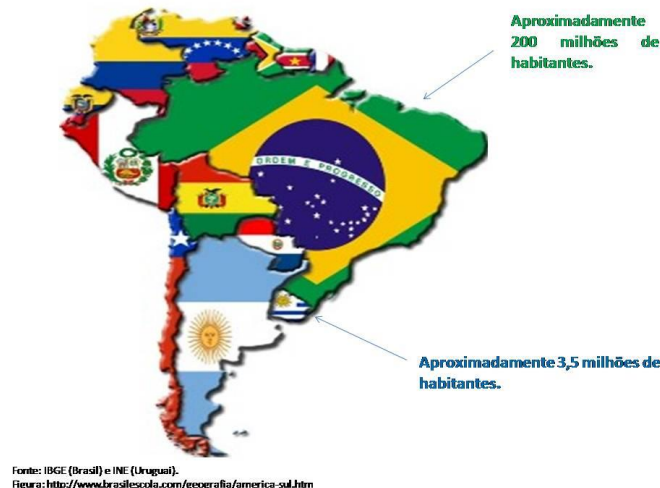 Aproximadamente
200 milhões de
habitantes.
ORDEM E PROGRESSO
Aproximadamente 3,5 milhões de
habitantes.
Fonte: IBGE (Brasil) e INE (Uruguai).
Figura: http://www.brasilescola.com/geografia/america-sul.htm